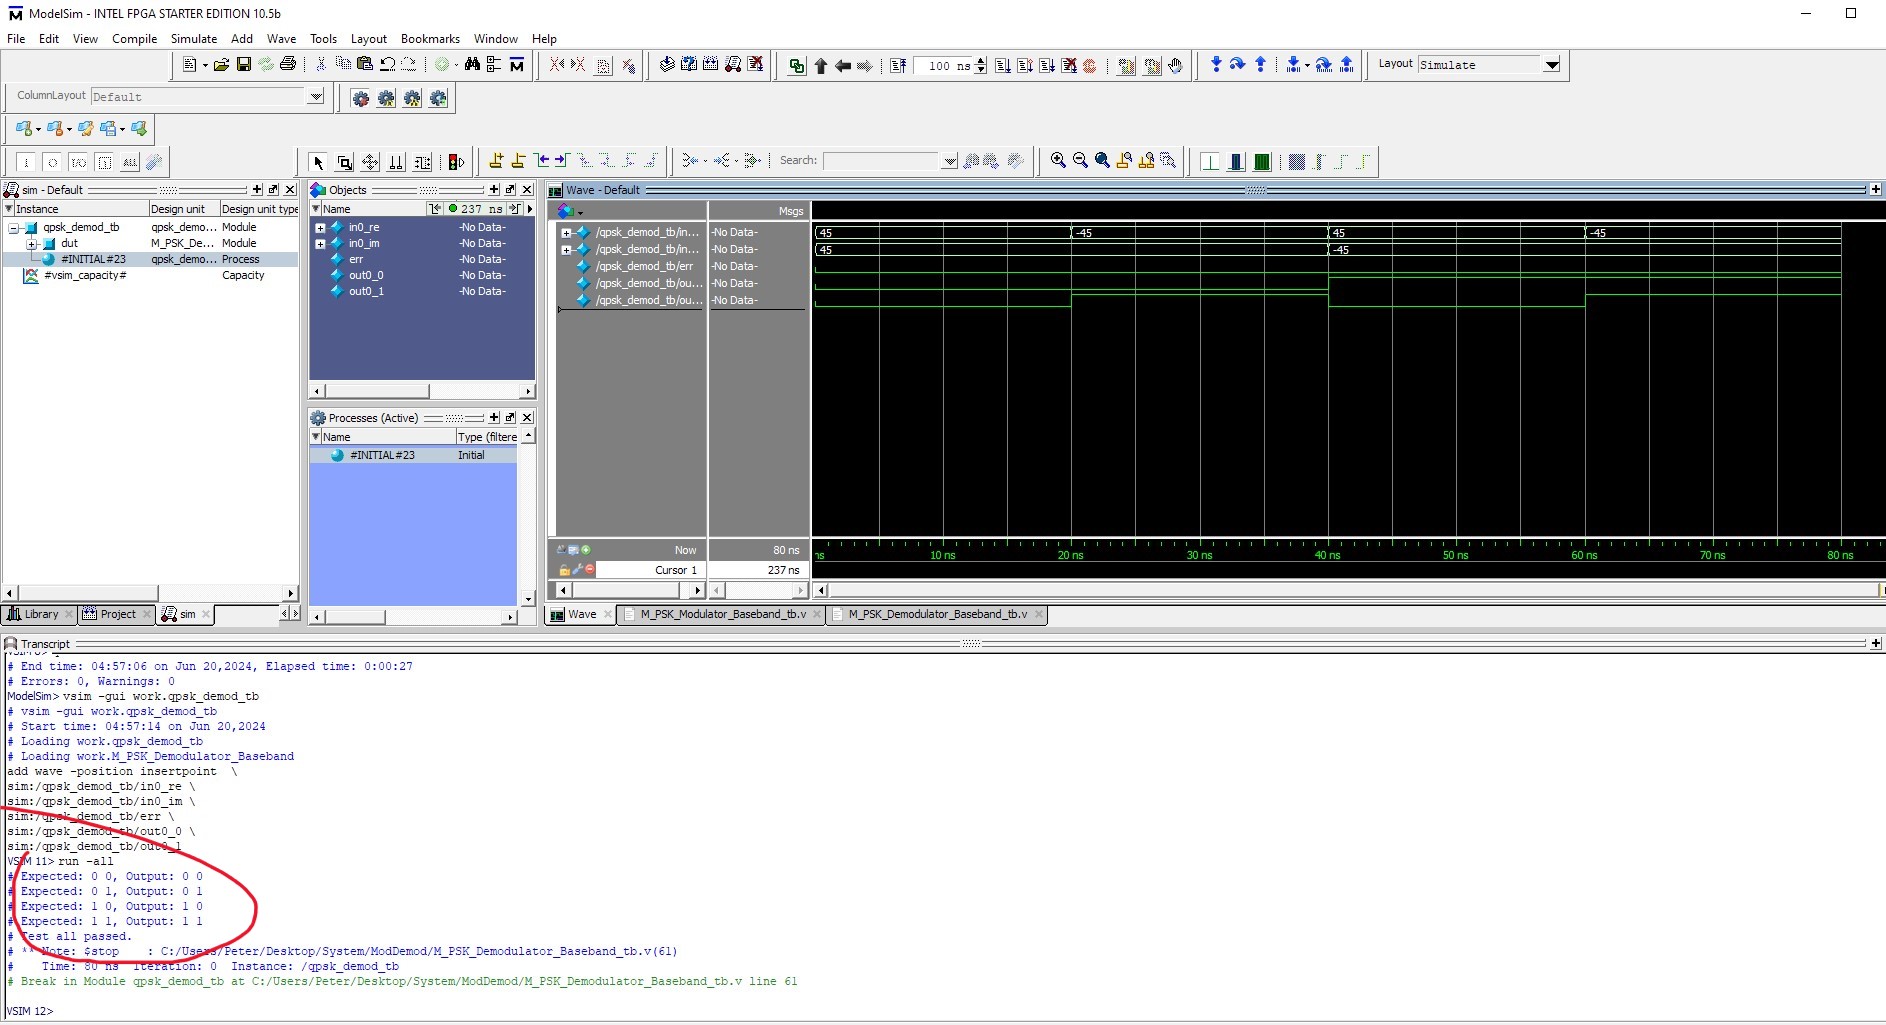 ModelSim - INTEL FPGA STARTER EDITION 10.5b
File Edit View Compile Simulate Add Wave Tools Layout Bookmarks Window Help
100 ns
Layout Simulate
ColumnLayout Default
Search:
sim - Default
Instance Design unit Design unit type
qpsk_demod_tb qpsk_demo... Module
dut M_PSK_De... Module
#INITIAL#23 qpsk_demo... Process
#vsim_capacity# Capacity
Objects
Name 237 ns
in0_re -No Data-
in0_im -No Data-
err -No Data-
out0_0 -No Data-
out0_1 -No Data-
Processes (Active)
Name Type (filtere
#INITIAL#23 Initial
Wave - Default
Msgs
/qpsk_demod_tb/in... -No Data- 45 -45 45 -45
/qpsk_demod_tb/in... -No Data- 45 -45
/qpsk_demod_tb/err -No Data-
/qpsk_demod_tb/ou... -No Data-
/qpsk_demod_tb/ou... -No Data-
Now 80 ns
ns 10 ns 20 ns 30 ns 40 ns 50 ns 60 ns 70 ns 80 ns
Cursor 1 237 ns
Library Project sim
Wave M_PSK_Modulator_Baseband_tb.v M_PSK_Demodulator_Baseband_tb.v
Transcript
# End time: 04:57:06 on Jun 20,2024, Elapsed time: 0:00:27
# Errors: 0, Warnings: 0
ModelSim> vsim -gui work.qpsk_demod_tb
# vsim -gui work.qpsk_demod_tb
# Start time: 04:57:14 on Jun 20,2024
# Loading work.qpsk_demod_tb
# Loading work.M_PSK_Demodulator_Baseband
add wave -position insertpoint \
sim:/qpsk_demod_tb/in0_re \
sim:/qpsk_demod_tb/in0_im \
sim:/qpsk_demod_tb/err \
sim:/qpsk_demod_tb/out0_0 \
sim:/qpsk_demod_tb/out0_1
VSIM 11> run -all
# Expected: 0 0, Output: 0 0
# Expected: 0 1, Output: 0 1
# Expected: 1 0, Output: 1 0
# Expected: 1 1, Output: 1 1
# Test all passed.
# ** Note: $stop : C:/Users/Peter/Desktop/System/ModDemod/M_PSK_Demodulator_Baseband_tb.v(61)
# Time: 80 ns Iteration: 0 Instance: /qpsk_demod_tb
# Break in Module qpsk_demod_tb at C:/Users/Peter/Desktop/System/ModDemod/M_PSK_Demodulator_Baseband_tb.v line 61
VSIM 12>